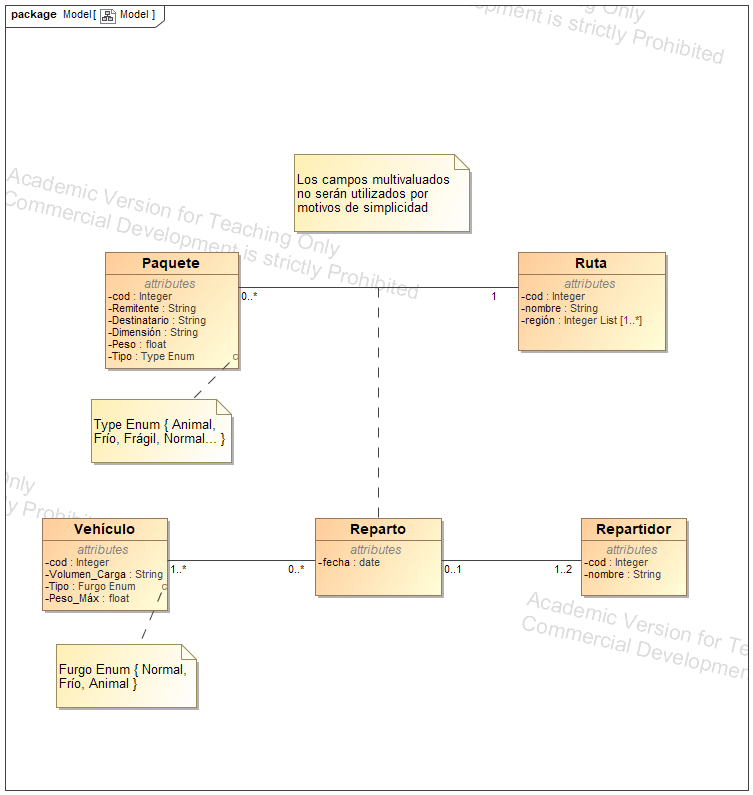 package Model [ Model ]
Only
Commercial Development is strictly Prohibited
Los campos multivaluados
no serán utilizados por
motivos de simplicidad
Academic Version for Teaching Only
Commercial Development is strictly Prohibited
Paquete
attributes
-cod : Integer
-Remitente : String
-Destinatario : String
-Dimensión : String
-Peso : float
-Tipo : Type Enum
0..*
1
Ruta
attributes
-cod : Integer
-nombre : String
-región : Integer List [1..*]
Type Enum { Animal,
Frío, Frágil, Normal... }
Only
Prohibited
Vehículo
attributes
-cod : Integer
-Volumen_Carga : String
-Tipo : Furgo Enum
-Peso_Máx : float
1..*
0..*
Reparto
attributes
-fecha : date
0..1
1..2
Repartidor
attributes
-cod : Integer
-nombre : String
Furgo Enum { Normal,
Frío, Animal }
Academic Version for Te
Commercial Development